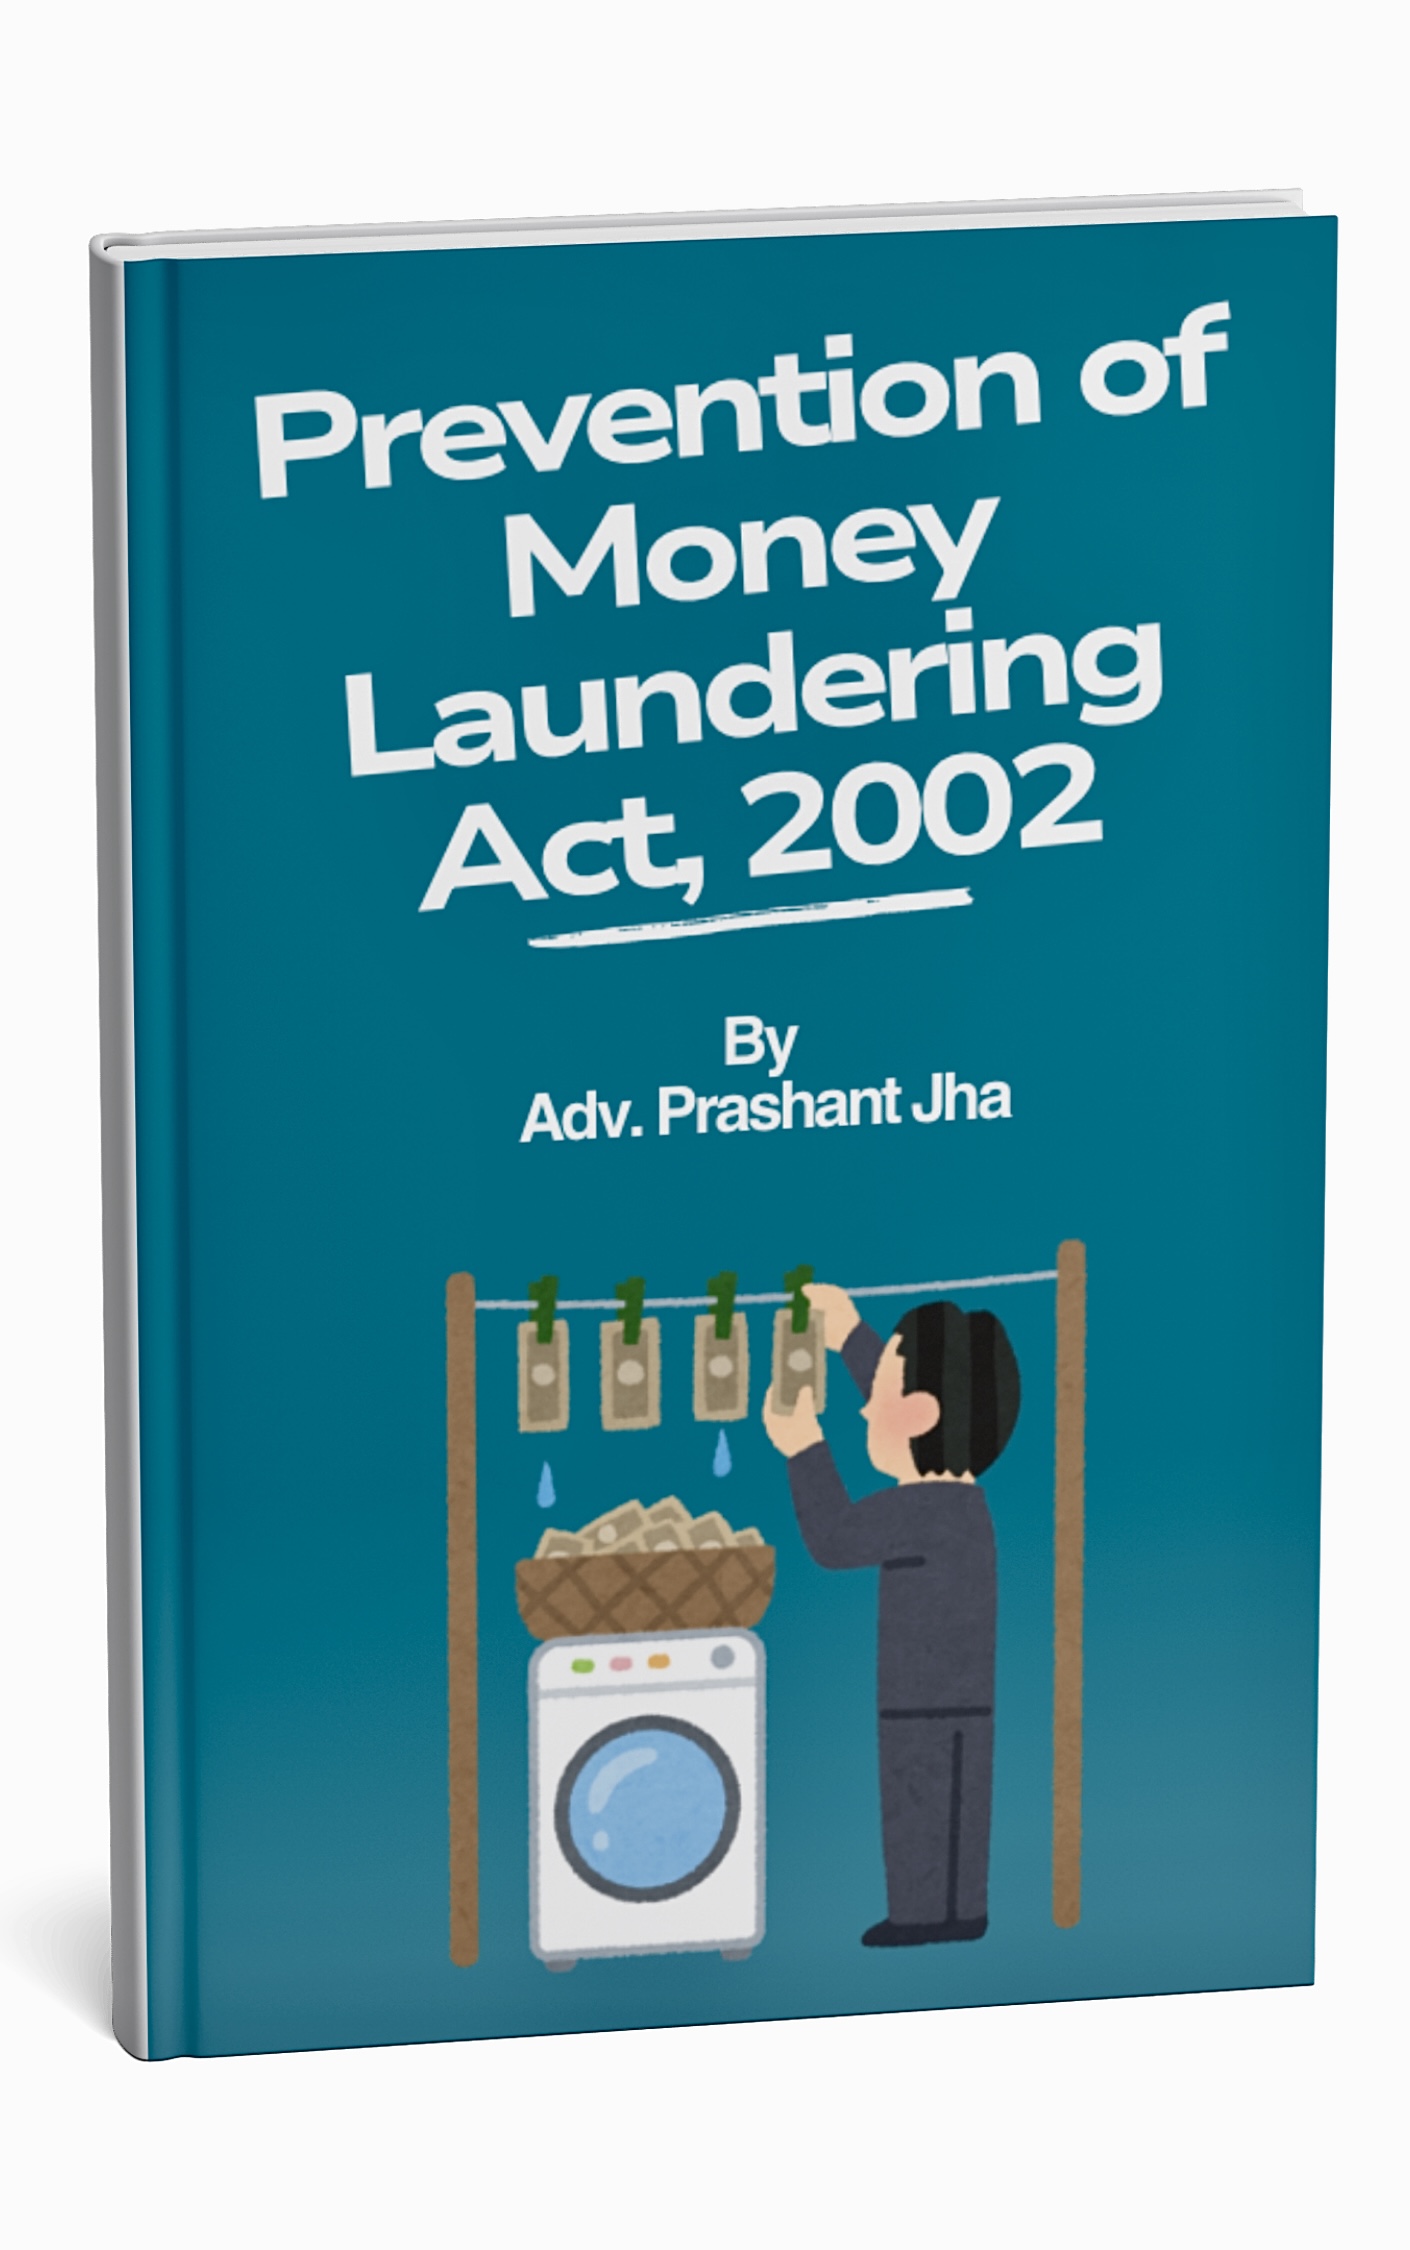 Prevention of
Money
Laundering
Act, 2002
By
Adv. Prashant Jha